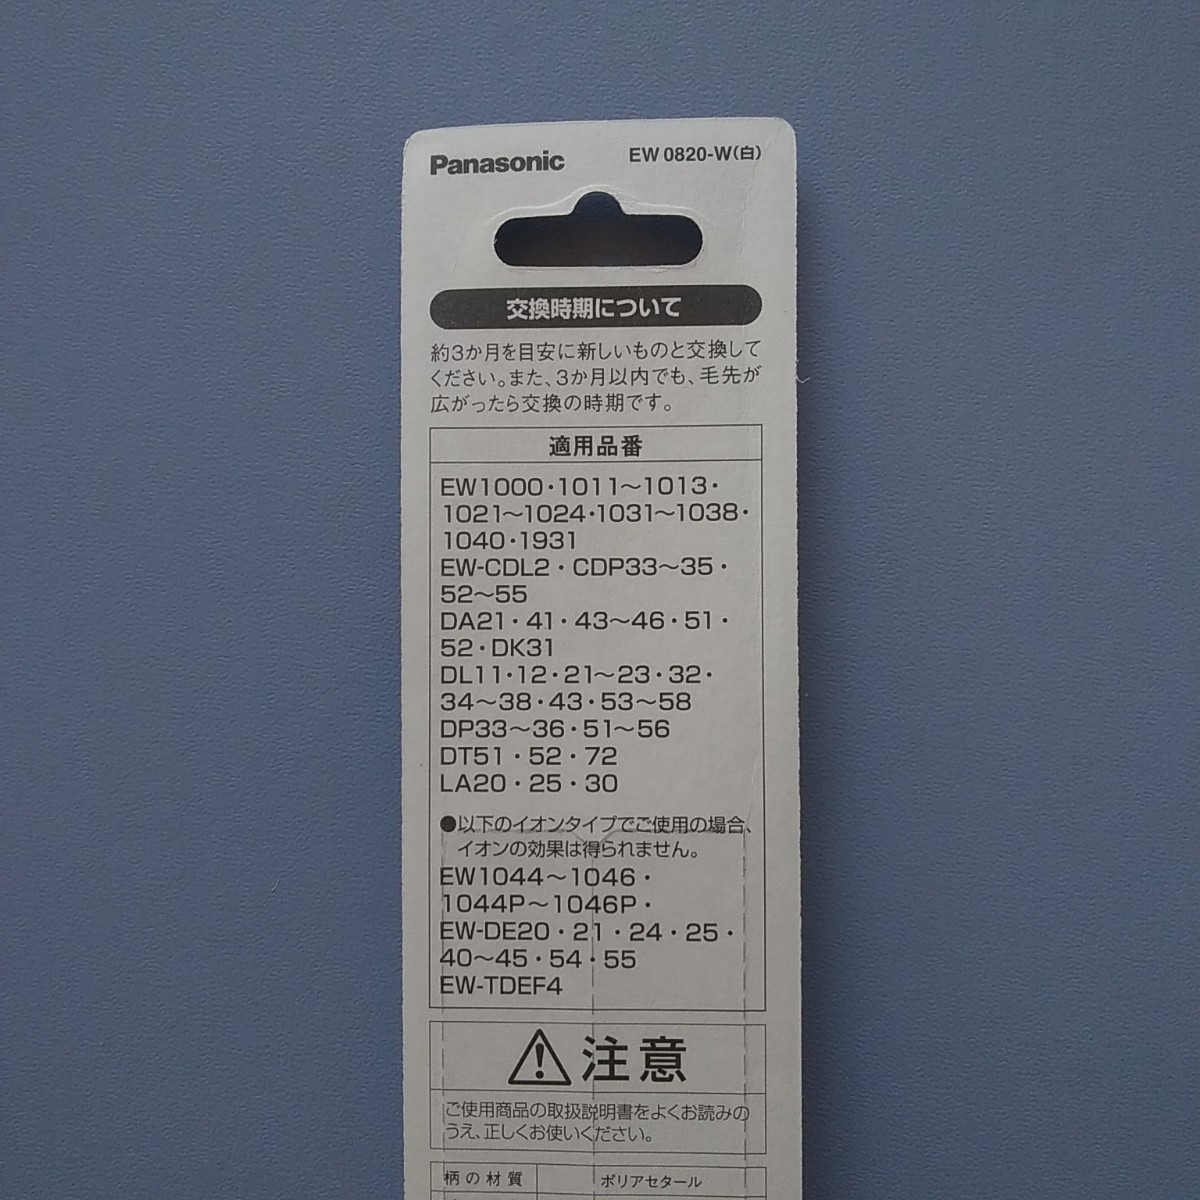 Panasonic EW 0820-W(白)
交換時期について
約3か月を目安に新しいものと交換して
ください。また、3か月以内でも、毛先が
広がったら交換の時期です。
適用品番
EW1000・1011～1013・
1021～1024・1031～1038・
1040・1931
EW-CDL2・CDP33～35・
52～55
DA21・41・43～46・51・
52・DK31
DL11・12・21～23・32・
34～38・43・53～58
DP33～36・51～56
DT51・52・72
LA20・25・30
●以下のイオンタイプでご使用の場合、
イオンの効果は得られません。
EW1044～1046・
1044P～1046P・
EW-DE20・21・24・25・
40～45・54・55
EW-TDEF4
注意
ご使用商品の取扱説明書をよくお読みの
うえ、正しくお使いください。
柄の材質 ポリアセタール